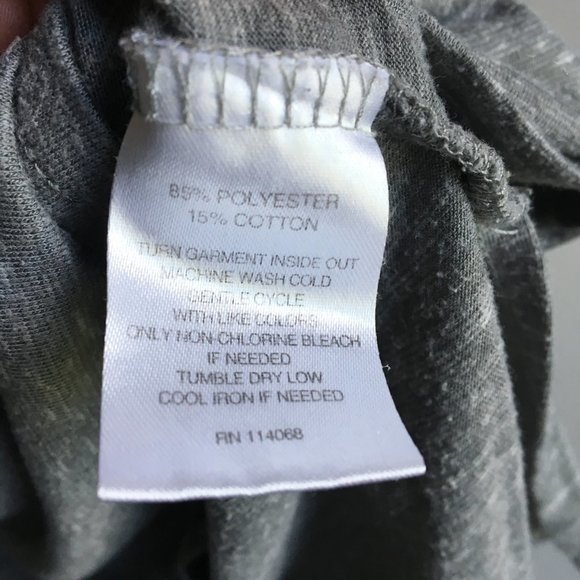 85% POLYESTER
15% COTTON
TURN GARMENT INSIDE OUT
MACHINE WASH COLD
GENTLE CYCLE
WITH LIKE COLORS
ONLY NON-CHLORINE BLEACH
IF NEEDED
TUMBLE DRY LOW
COOL IRON IF NEEDED
RN 114068